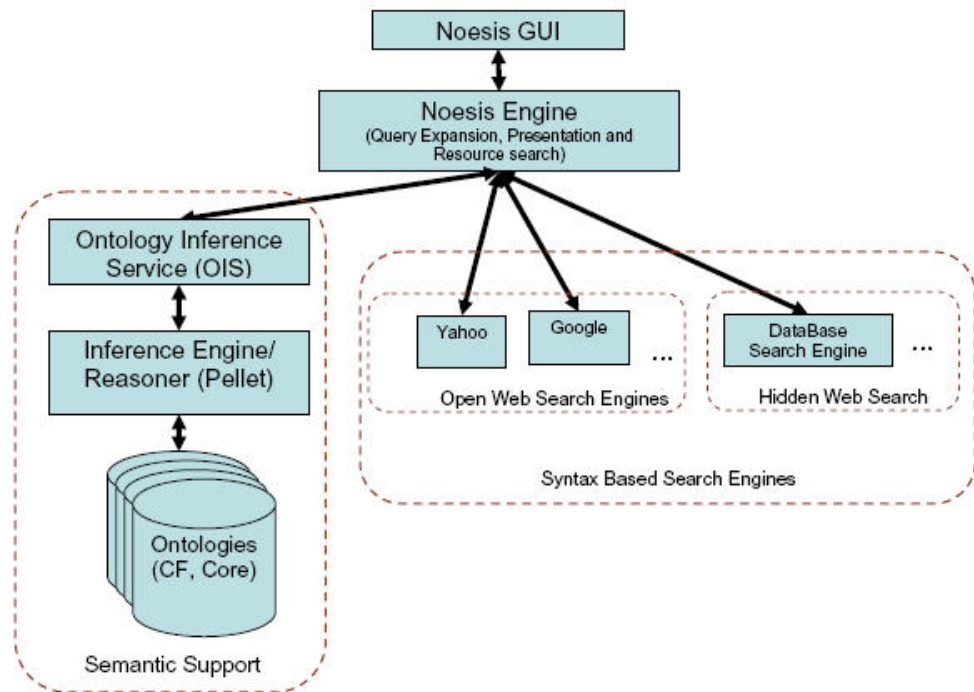 Noesis GUI
Noesis Engine
(Query Expansion, Presentation and
Resource search)
Ontology Inference
Service (OIS)
Inference Engine/
Reasoner (Pellet)
Ontologies
(CF, Core)
Semantic Support
Yahoo
Google
...
Open Web Search Engines
DataBase
Search Engine
...
Hidden Web Search
Syntax Based Search Engines